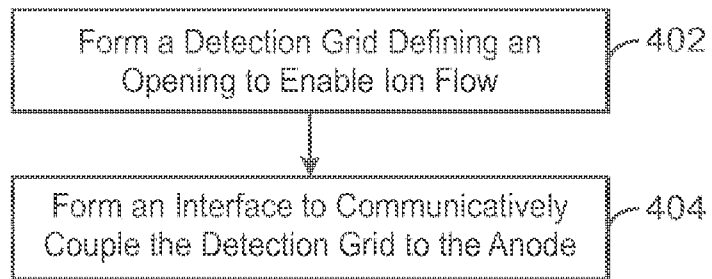 Form a Detection Grid Defining an
Opening to Enable Ion Flow
402
Form an Interface to Communicatively
Couple the Detection Grid to the Anode
404